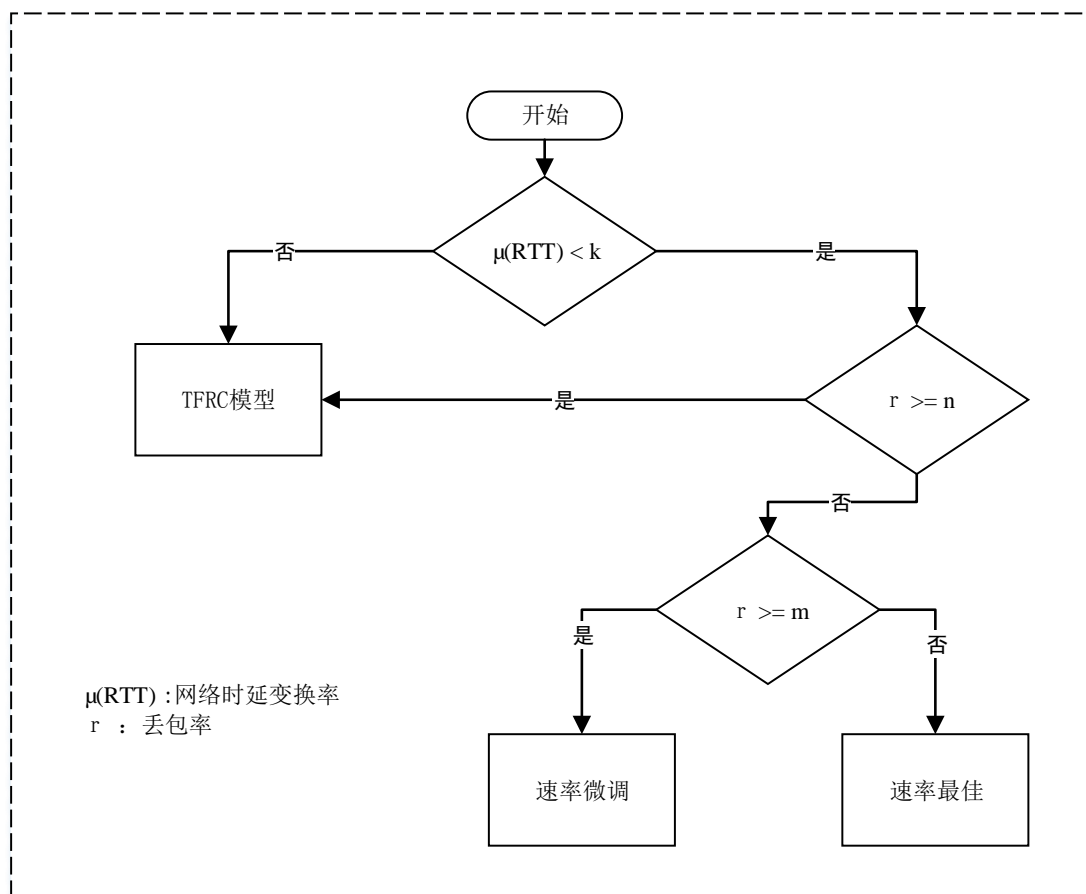 开始
μ(RTT) < k
否
是
TFRC模型
是
r >= n
否
r >= m
是
否
μ(RTT) :网络时延变换率
r ：丢包率
速率微调
速率最佳